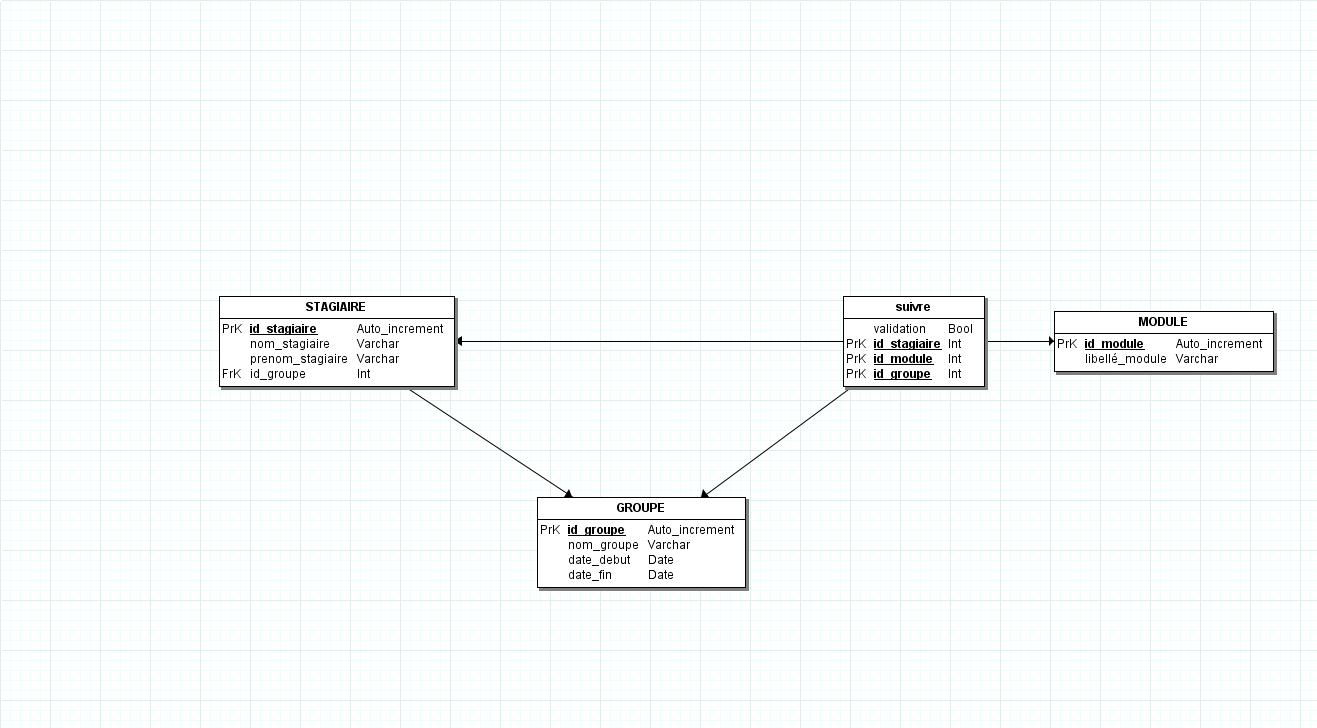 STAGIAIRE
PrK id_stagiaire Auto_increment
nom_stagiaire Varchar
prenom_stagiaire Varchar
FrK id_groupe Int
suivre
validation Bool
PrK id_stagiaire Int
PrK id_module Int
PrK id_groupe Int
MODULE
PrK id_module Auto_increment
libellé_module Varchar
GROUPE
PrK id_groupe Auto_increment
nom_groupe Varchar
date_debut Date
date_fin Date